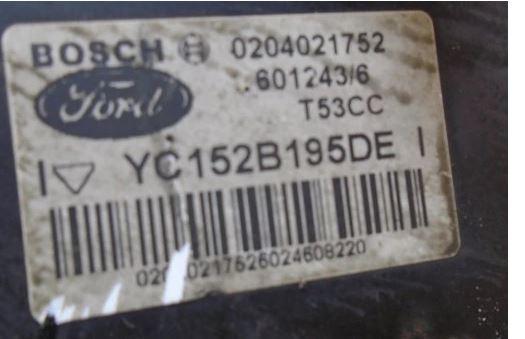 BOSCH 0204021752
601243/6
Ford
T53CC
YC152B195DE